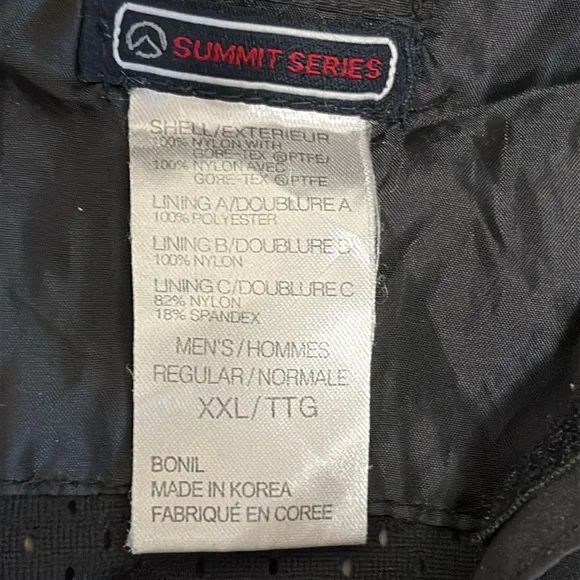 SUMMIT SERIES
SHELL/EXTERIEUR
100% NYLON WITH
GORE-TEX ®PTFE/
100% NYLON AVEC
GORE-TEX ®PTFE
LINING A/DOUBLURE A
100% POLYESTER
LINING B/DOUBLURE B
100% NYLON
LINING C/DOUBLURE C
82% NYLON
18% SPANDEX
MEN'S/HOMMES
REGULAR/NORMALE
XXL/TTG
BONIL
MADE IN KOREA
FABRIQUÉ EN COREE